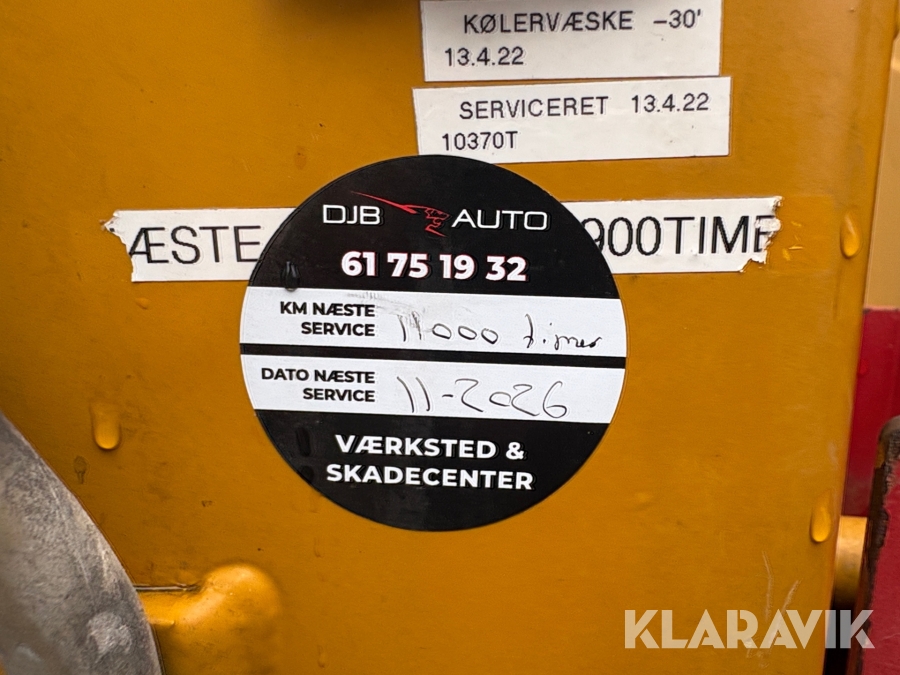 KØLERVÆSKE -30'
13.4.22
SERVICERET 13.4.22
10370T
ÆSTE 900TIME
DJB AUTO
61 75 19 32
KM NÆSTE SERVICE 11000 timer
DATO NÆSTE SERVICE 11-2026
VÆRKSTED &
SKADECENTER
KLARAVIK